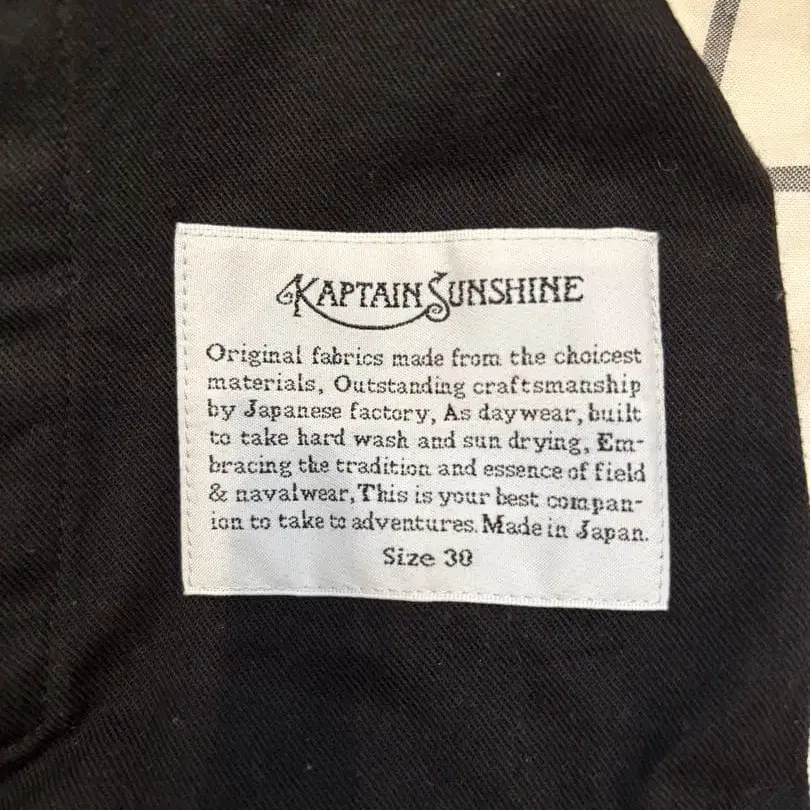 KAPTAIN SUNSHINE
Original fabrics made from the choicest
materials, Outstanding craftsmanship
by Japanese factory, As daywear, built
to take hard wash and sun drying, Em-
bracing the tradition and essence of field
& navalwear, This is your best compan-
ion to take to adventures. Made in Japan.
Size 38